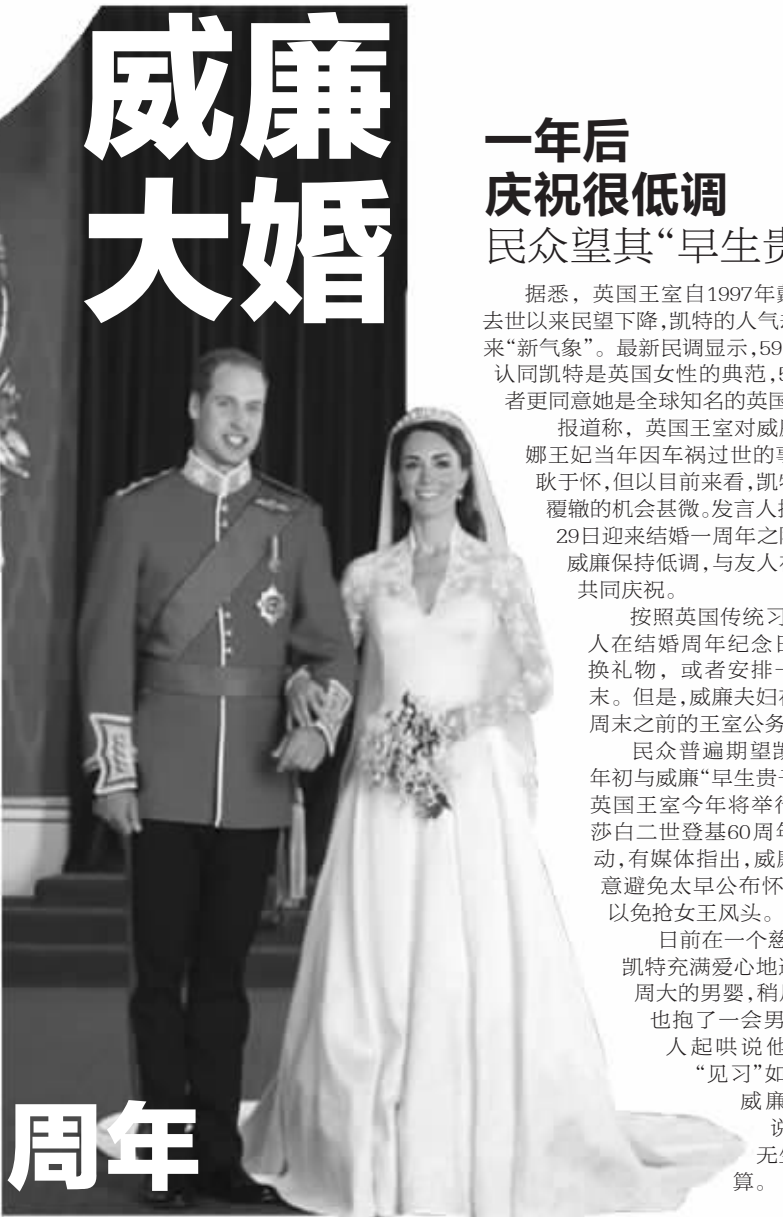 威廉
大婚
周年
一年后
庆祝很低调
民众望其“早生贵
据悉，英国王室自1997年戴
去世以来民望下降，凯特的人气却
来“新气象”。最新民调显示，59
认同凯特是英国女性的典范，5
者更同意她是全球知名的英国
报道称，英国王室对威廉
娜王妃当年因车祸过世的事
耿于怀，但以目前来看，凯特
覆辙的机会甚微。发言人
29日迎来结婚一周年之际
威廉保持低调，与友人在
共同庆祝。
按照英国传统习
人在结婚周年纪念日
换礼物，或者安排一
末。但是，威廉夫妇在
周末之前的王室公务
民众普遍期望凯
年初与威廉“早生贵子
英国王室今年将举行
莎白二世登基60周年
动，有媒体指出，威廉
意避免太早公布怀
以免抢女王风头。
日前在一个慈
凯特充满爱心地
周大的男婴，稍后
也抱了一会男
人起哄说他
“见习”如
威廉
说
无生
算。